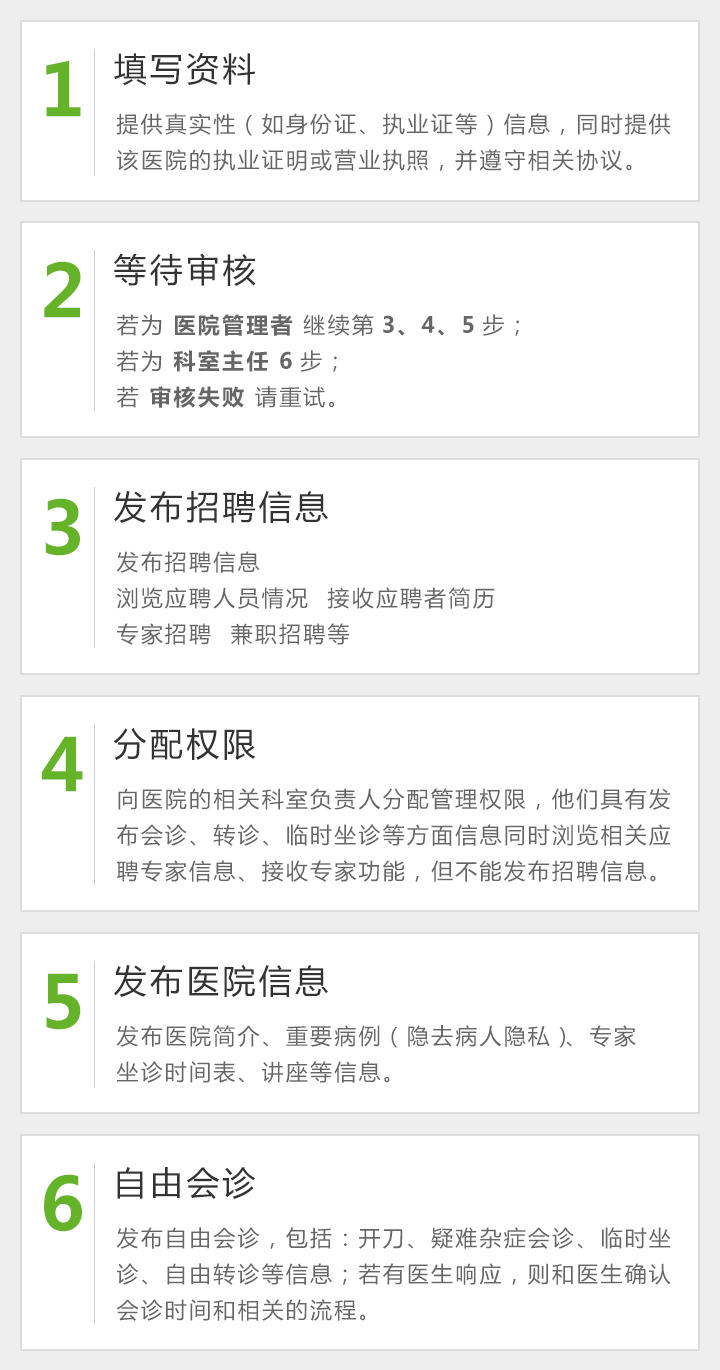 1
填写资料
提供真实性(如身份证、执业证等)信息,同时提供
该医院的执业证明或营业执照,并遵守相关协议。
2
等待审核
若为 医院管理者 继续第 3、4、5 步;
若为 科室主任 6 步;
若 审核失败 请重试。
3
发布招聘信息
发布招聘信息
浏览应聘人员情况 接收应聘者简历
专家招聘 兼职招聘等
4
分配权限
向医院的相关科室负责人分配管理权限,他们具有发
布会诊、转诊、临时坐诊等方面信息同时浏览相关应
聘专家信息、接收专家功能,但不能发布招聘信息。
5
发布医院信息
发布医院简介、重要病例(隐去病人隐私)、专家
坐诊时间表、讲座等信息。
6
自由会诊
发布自由会诊,包括:开刀、疑难杂症会诊、临时坐
诊、自由转诊等信息;若有医生响应,则和医生确认
会诊时间和相关的流程。